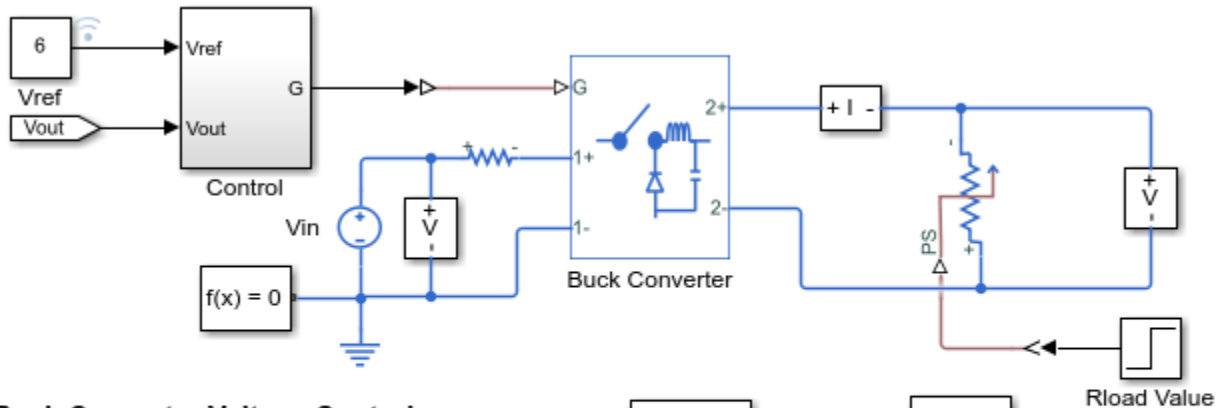 6
Vref
Vout
Vref
Vout
G
Control
G
1+
1-
2+
2-
Buck Converter
+ I -
+
-
Vin
+
-
+
V
-
f(x) = 0
-
+
PS
+
V
-
Rload Value